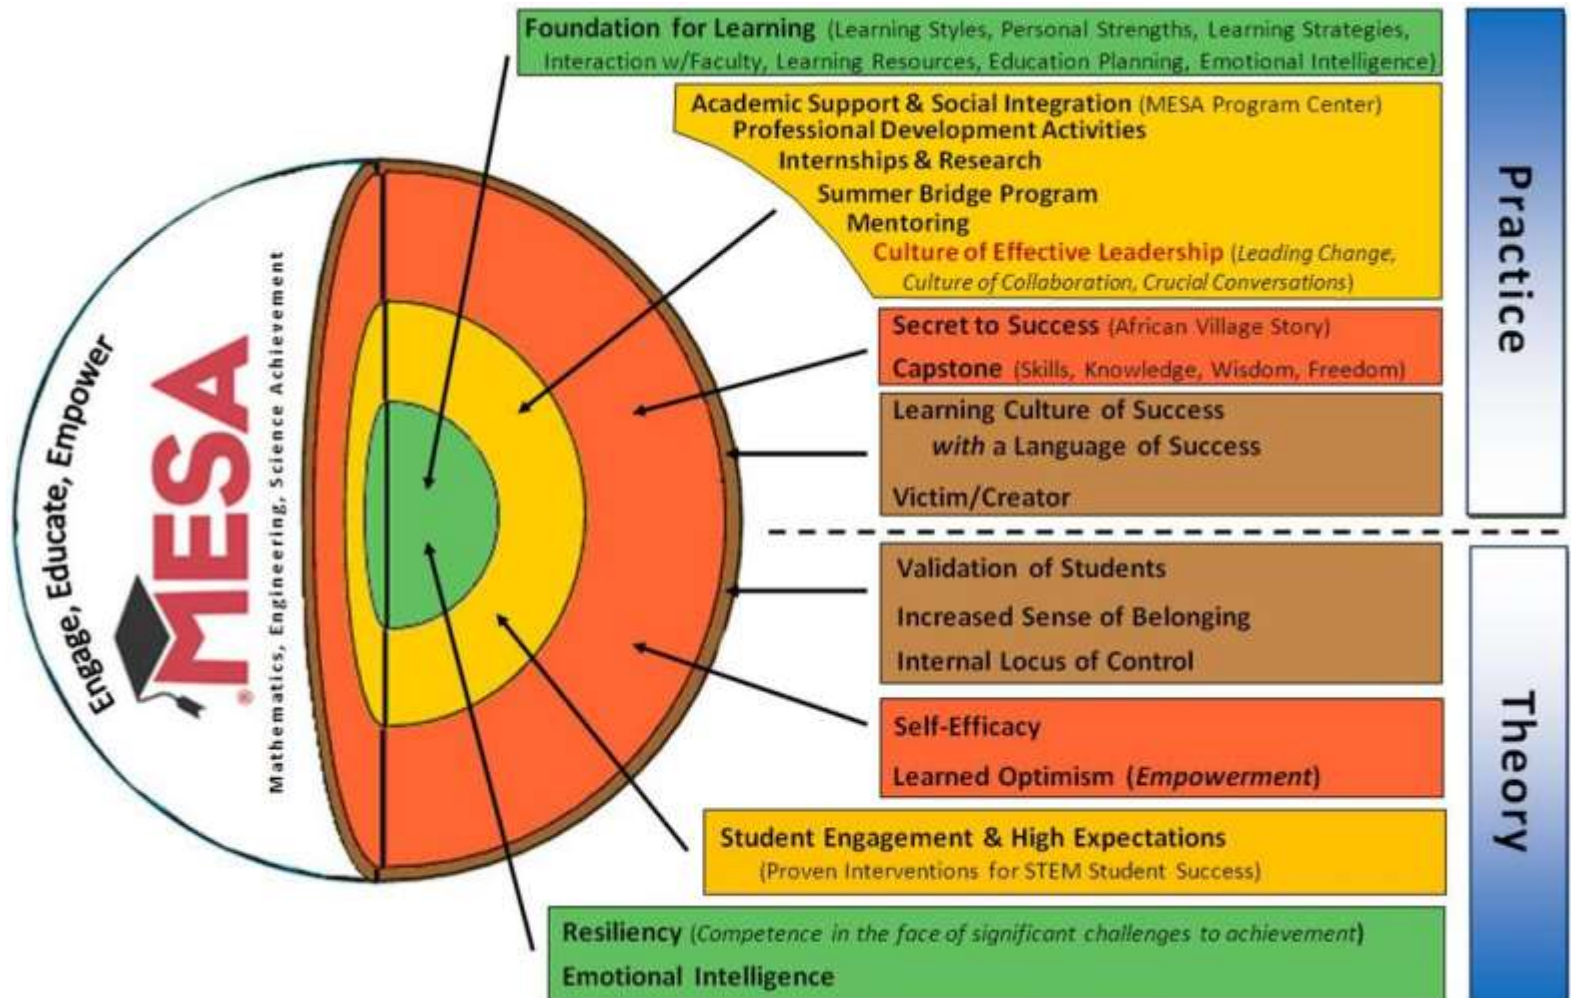 Foundation for Learning (Learning Styles, Personal Strengths, Learning Strategies,
Interaction w/Faculty, Learning Resources, Education Planning, Emotional Intelligence)
Academic Support & Social Integration (MESA Program Center)
Professional Development Activities
Internships & Research
Summer Bridge Program
Mentoring
Culture of Effective Leadership (Leading Change,
Culture of Collaboration, Crucial Conversations)
Secret to Success (African Village Story)
Capstone (Skills, Knowledge, Wisdom, Freedom)
Learning Culture of Success
with a Language of Success
Victim/Creator
Practice
Engage, Educate, Empower
MESA®
Mathematics, Engineering, Science Achievement
Validation of Students
Increased Sense of Belonging
Internal Locus of Control
Self-Efficacy
Learned Optimism (Empowerment)
Student Engagement & High Expectations
(Proven Interventions for STEM Student Success)
Resiliency (Competence in the face of significant challenges to achievement)
Emotional Intelligence
Theory